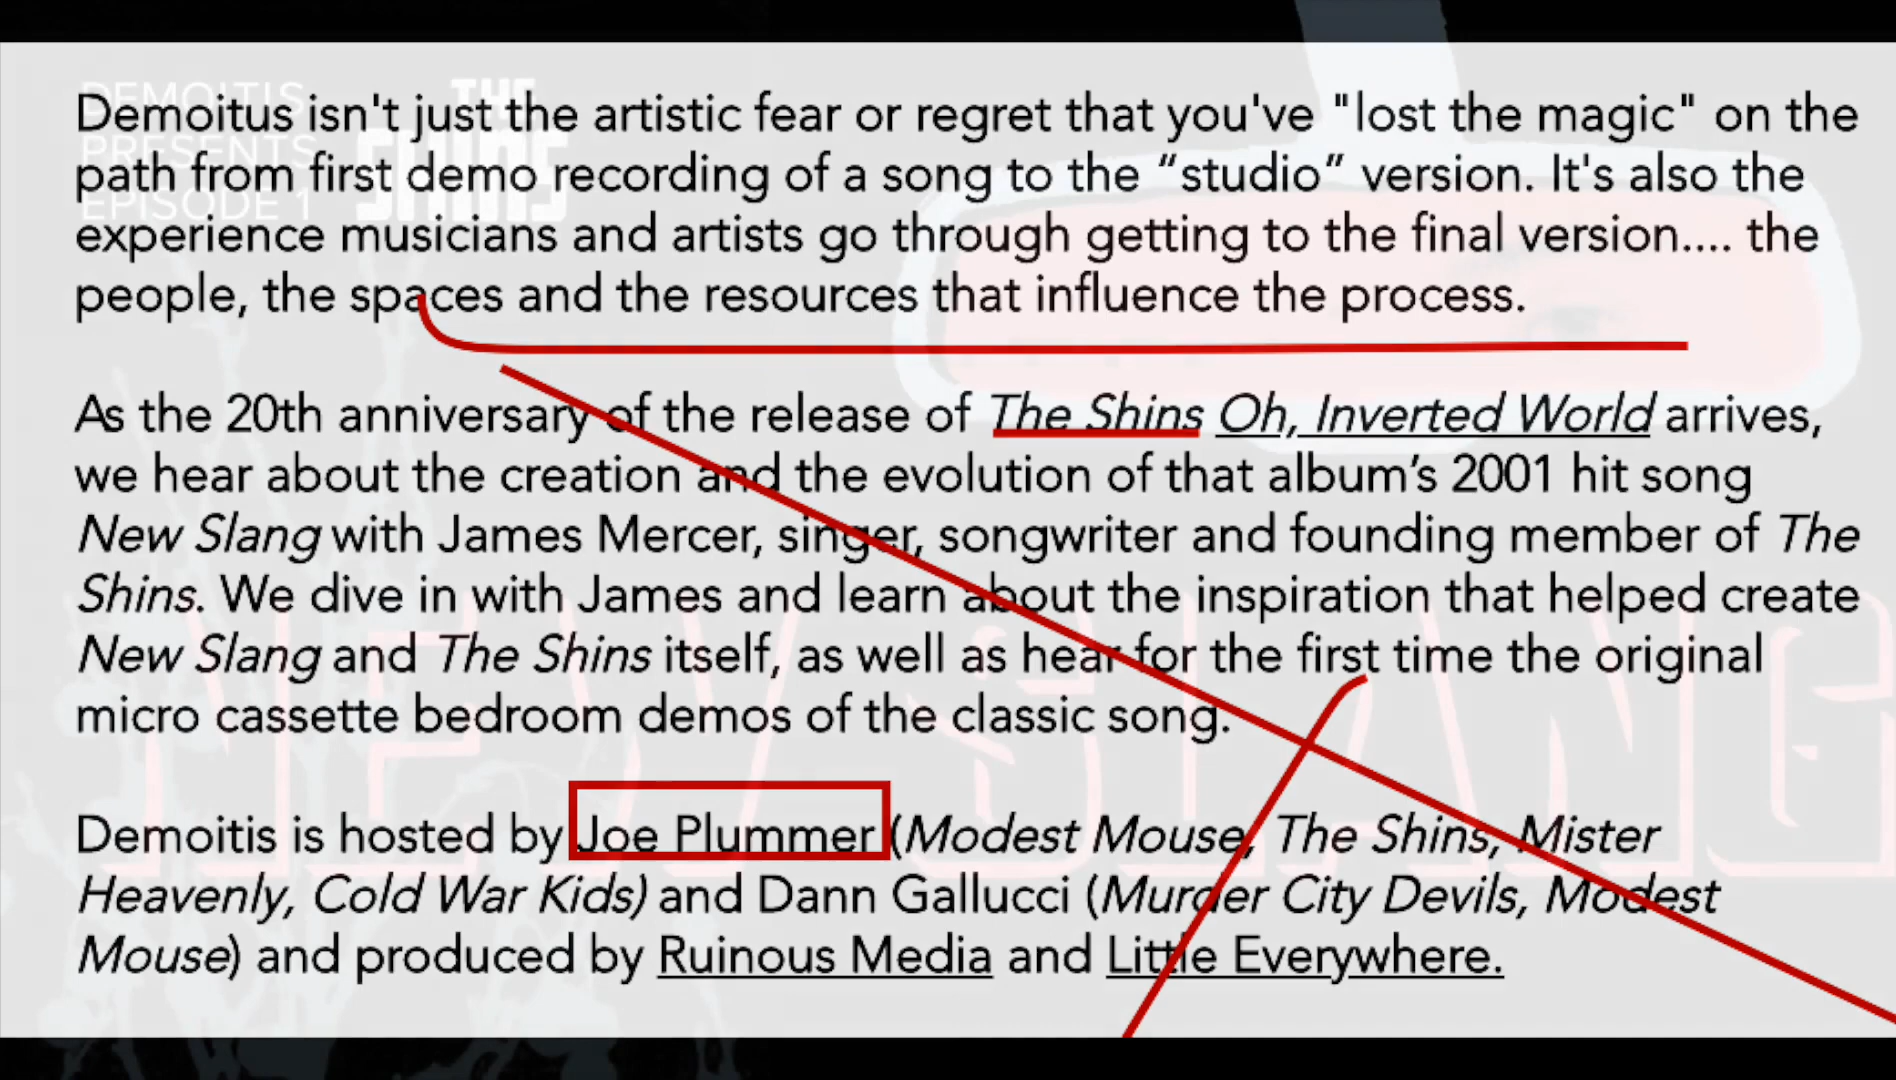 DEMOITIS
PRESENTS
EPISODE 1
THE
SHINS
Demoitus isn't just the artistic fear or regret that you've "lost the magic" on the
path from first demo recording of a song to the “studio” version. It's also the
experience musicians and artists go through getting to the final version.... the
people, the spaces and the resources that influence the process.
As the 20th anniversary of the release of The Shins Oh, Inverted World arrives,
we hear about the creation and the evolution of that album’s 2001 hit song
New Slang with James Mercer, singer, songwriter and founding member of The
Shins. We dive in with James and learn about the inspiration that helped create
New Slang and The Shins itself, as well as hear for the first time the original
micro cassette bedroom demos of the classic song.
NEW SLANG
Demoitis is hosted by Joe Plummer (Modest Mouse, The Shins, Mister
Heavenly, Cold War Kids) and Dann Gallucci (Murder City Devils, Modest
Mouse) and produced by Ruinous Media and Little Everywhere.